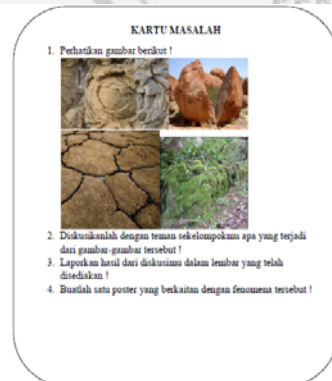 KARTU MASALAH
1. Perhatikan gambar berikut !
2. Diskusikanlah dengan teman sekelompokmu apa yang terjadi
dari gambar-gambar tersebut !
3. Laporkan hasil dari diskusimu dalam lembar yang telah
disediakan !
4. Buatlah satu poster yang berkaitan dengan fenomena tersebut !